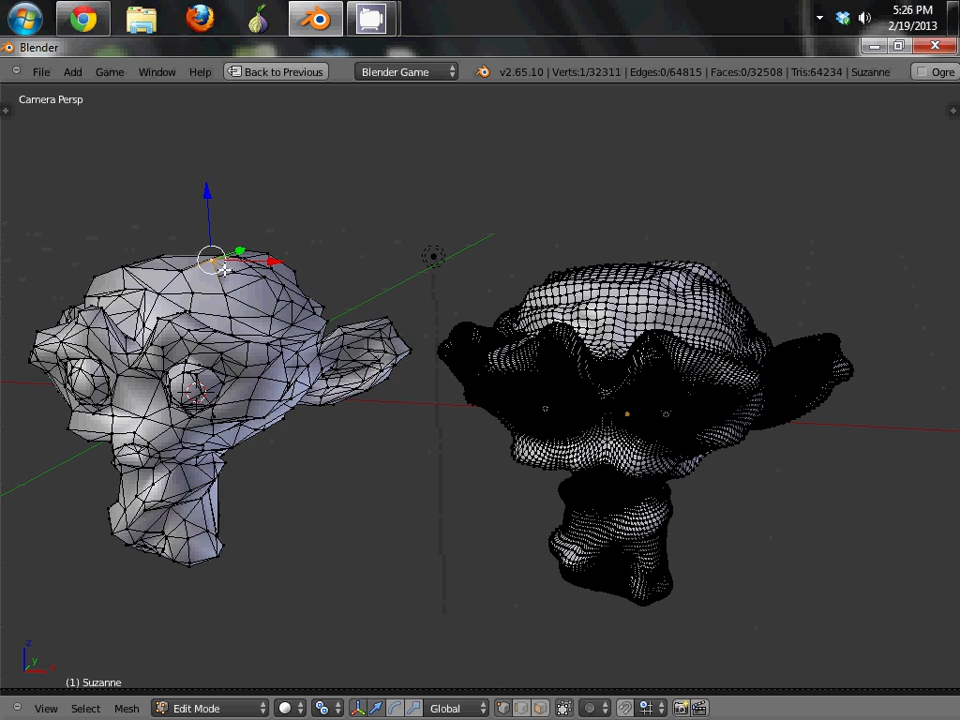 5:26 PM
2/19/2013
Blender
File Add Game Window Help Back to Previous Blender Game v2.65.10 | Verts:1/32311 | Edges:0/64815 | Faces:0/32508 | Tris:64234 | Suzanne Ogre
Camera Persp
z
y
x
(1) Suzanne
View Select Mesh Edit Mode Global